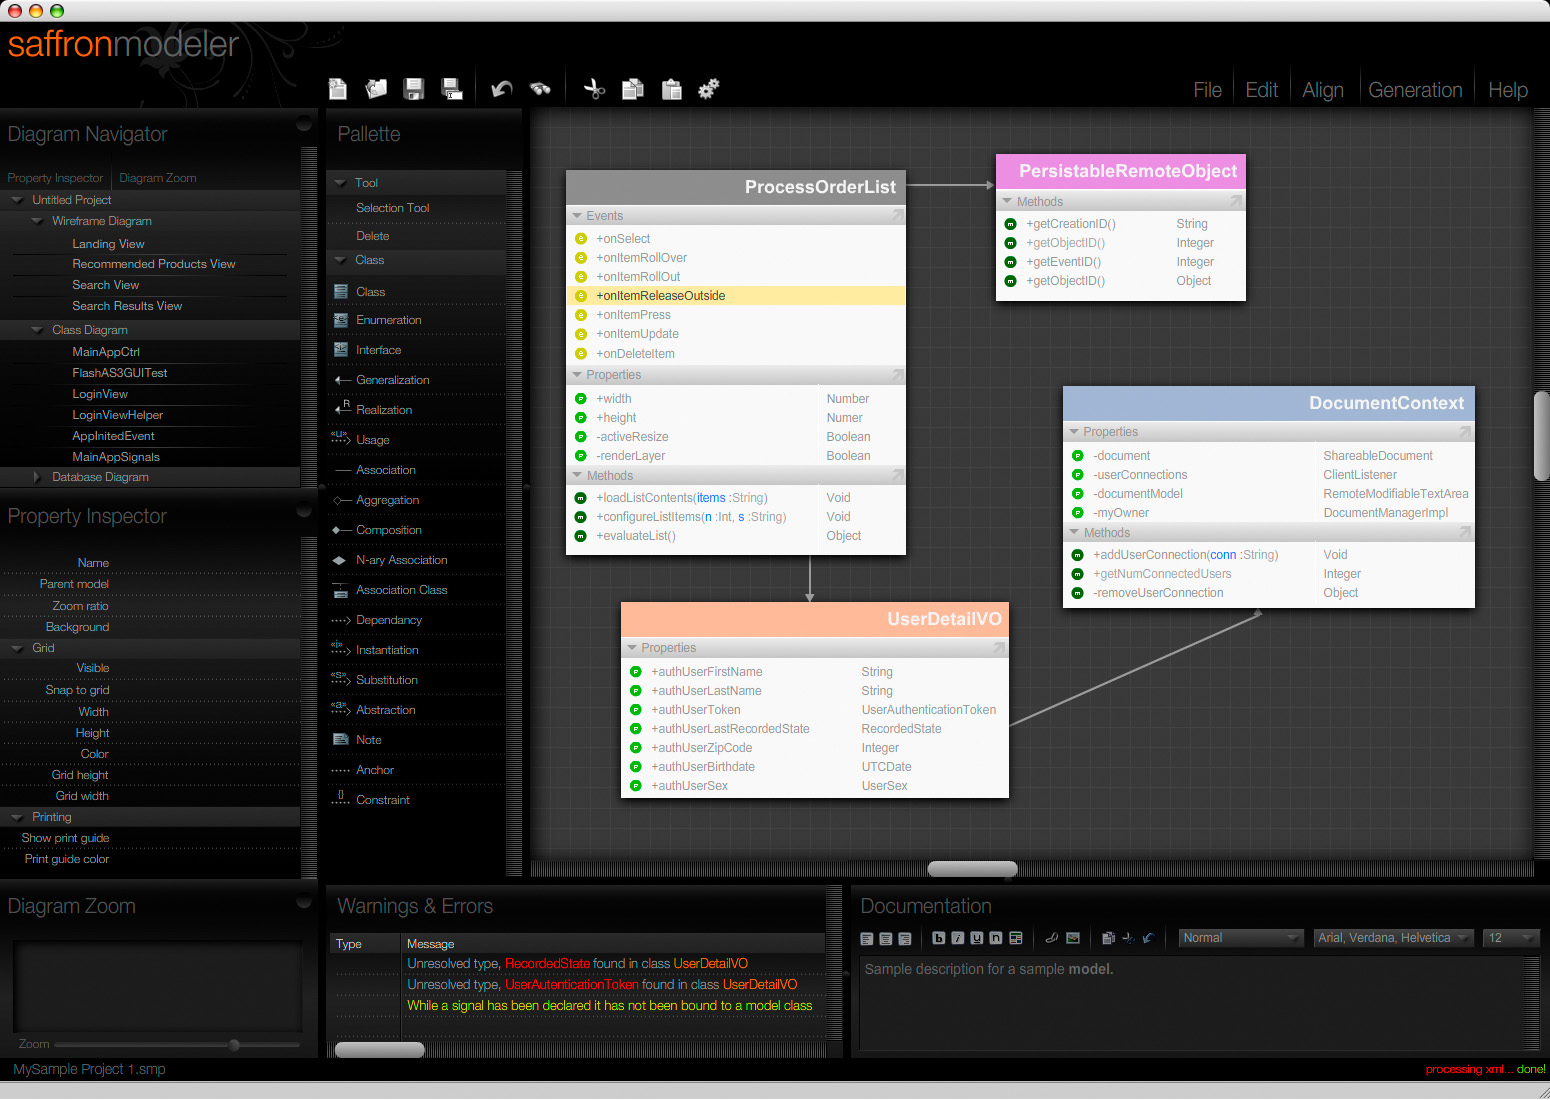 saffronmodeler
File Edit Align Generation Help
Diagram Navigator
Property Inspector Diagram Zoom
Untitled Project
Wireframe Diagram
Landing View
Recommended Products View
Search View
Search Results View
Class Diagram
MainAppCtrl
FlashAS3GUITest
LoginView
LoginViewHelper
AppInitedEvent
MainAppSignals
Database Diagram
Property Inspector
Name
Parent model
Zoom ratio
Background
Grid
Visible
Snap to grid
Width
Height
Color
Grid height
Grid width
Printing
Show print guide
Print guide color
Diagram Zoom
Zoom
Pallette
Tool
Selection Tool
Delete
Class
Class
Enumeration
Interface
Generalization
R Realization
«u» Usage
Association
Aggregation
Composition
N-ary Association
Association Class
Dependancy
«i» Instantiation
«s» Substitution
«a» Abstraction
Note
Anchor
{} Constraint
ProcessOrderList
Events
e +onSelect
e +onItemRollOver
e +onItemRollOut
e +onItemReleaseOutside
e +onItemPress
e +onItemUpdate
e +onDeleteItem
Properties
P +width Number
P +height Numer
P -activeResize Boolean
P -renderLayer Boolean
Methods
m +loadListContents(items :String) Void
m +configureListItems(n :Int, s :String) Void
m +evaluateList() Object
PersistableRemoteObject
Methods
m +getCreationID() String
m +getObjectID() Integer
m +getEventID() Integer
m +getObjectID() Object
DocumentContext
Properties
P -document ShareableDocument
P -userConnections ClientListener
P -documentModel RemoteModifiableTextArea
P -myOwner DocumentManagerImpl
Methods
m +addUserConnection(conn :String) Void
m +getNumConnectedUsers Integer
m -removeUserConnection Object
UserDetailVO
Properties
P +authUserFirstName String
P +authUserLastName String
P +authUserToken UserAuthenticationToken
P +authUserLastRecordedState RecordedState
P +authUserZipCode Integer
P +authUserBirthdate UTCDate
P +authUserSex UserSex
Warnings & Errors
Type Message
Unresolved type, RecordedState found in class UserDetailVO
Unresolved type, UserAutenticationToken found in class UserDetailVO
While a signal has been declared it has not been bound to a model class
Documentation
b i u n Normal Arial, Verdana, Helvetica 12
Sample description for a sample model.
MySample Project 1.smp
processing xml... done!